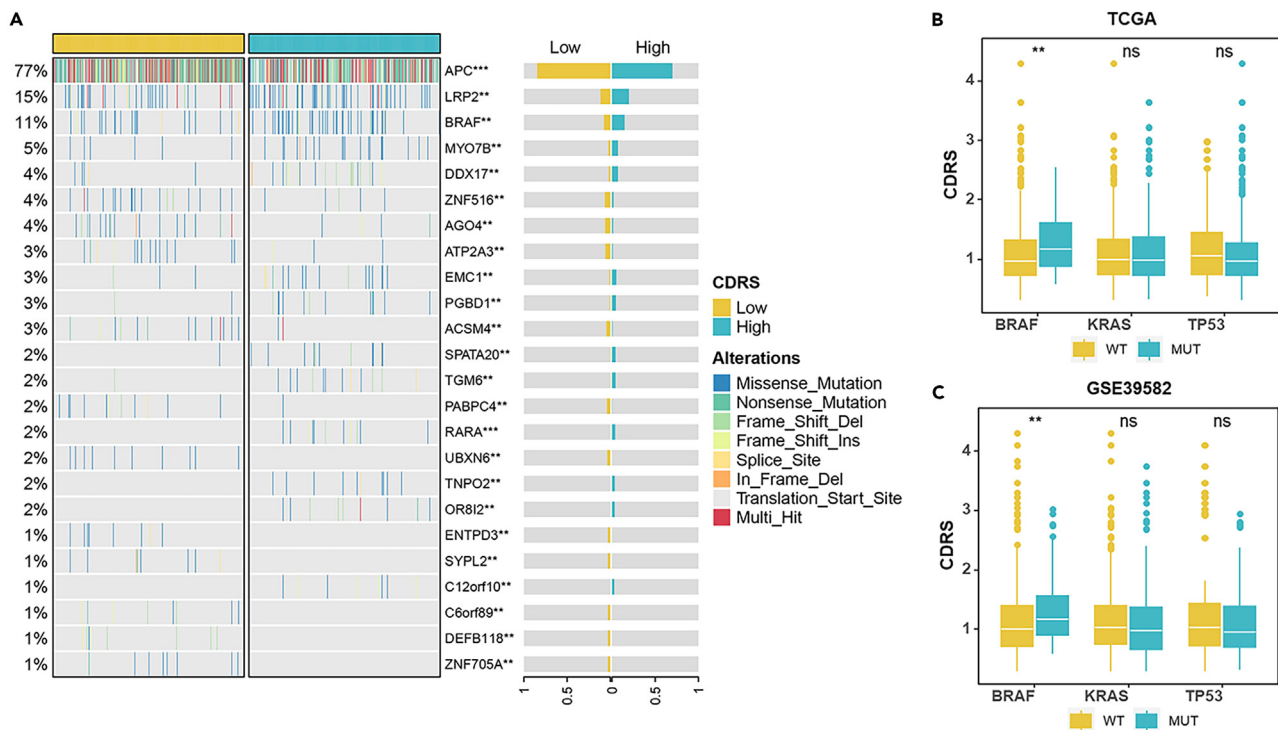 A
Low High
77% APC***
15% LRP2**
11% BRAF**
5% MYO7B**
4% DDX17**
4% ZNF516**
4% AGO4**
3% ATP2A3**
3% EMC1**
3% PGBD1**
3% ACSM4**
2% SPATA20**
2% TGM6**
2% PABPC4**
2% RARA***
2% UBXN6**
2% TNPO2**
2% OR8I2**
1% ENTPD3**
1% SYPL2**
1% C12orf10**
1% C6orf89**
1% DEFB118**
1% ZNF705A**
1 0.5 0 0.5 1
CDRS
Low
High
Alterations
Missense_Mutation
Nonsense_Mutation
Frame_Shift_Del
Frame_Shift_Ins
Splice_Site
In_Frame_Del
Translation_Start_Site
Multi_Hit
B
TCGA
** ns ns
4
3
2
1
CDRS
BRAF KRAS TP53
WT MUT
C
GSE39582
** ns ns
4
3
2
1
CDRS
BRAF KRAS TP53
WT MUT